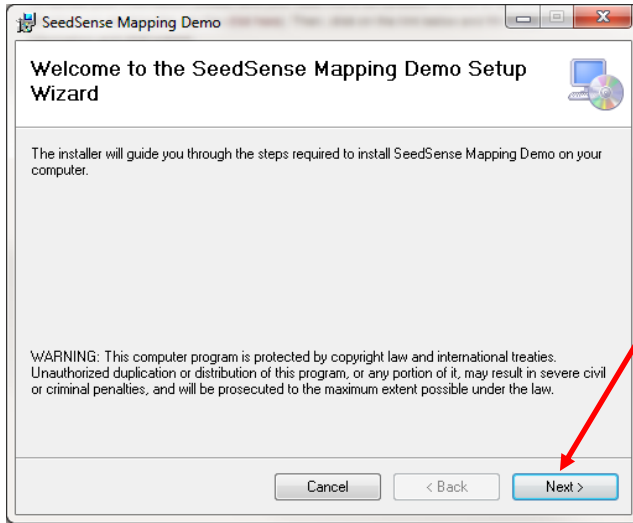 SeedSense Mapping Demo
Welcome to the SeedSense Mapping Demo Setup
Wizard
The installer will guide you through the steps required to install SeedSense Mapping Demo on your
computer.
WARNING: This computer program is protected by copyright law and international treaties.
Unauthorized duplication or distribution of this program, or any portion of it, may result in severe civil
or criminal penalties, and will be prosecuted to the maximum extent possible under the law.
Cancel < Back Next >